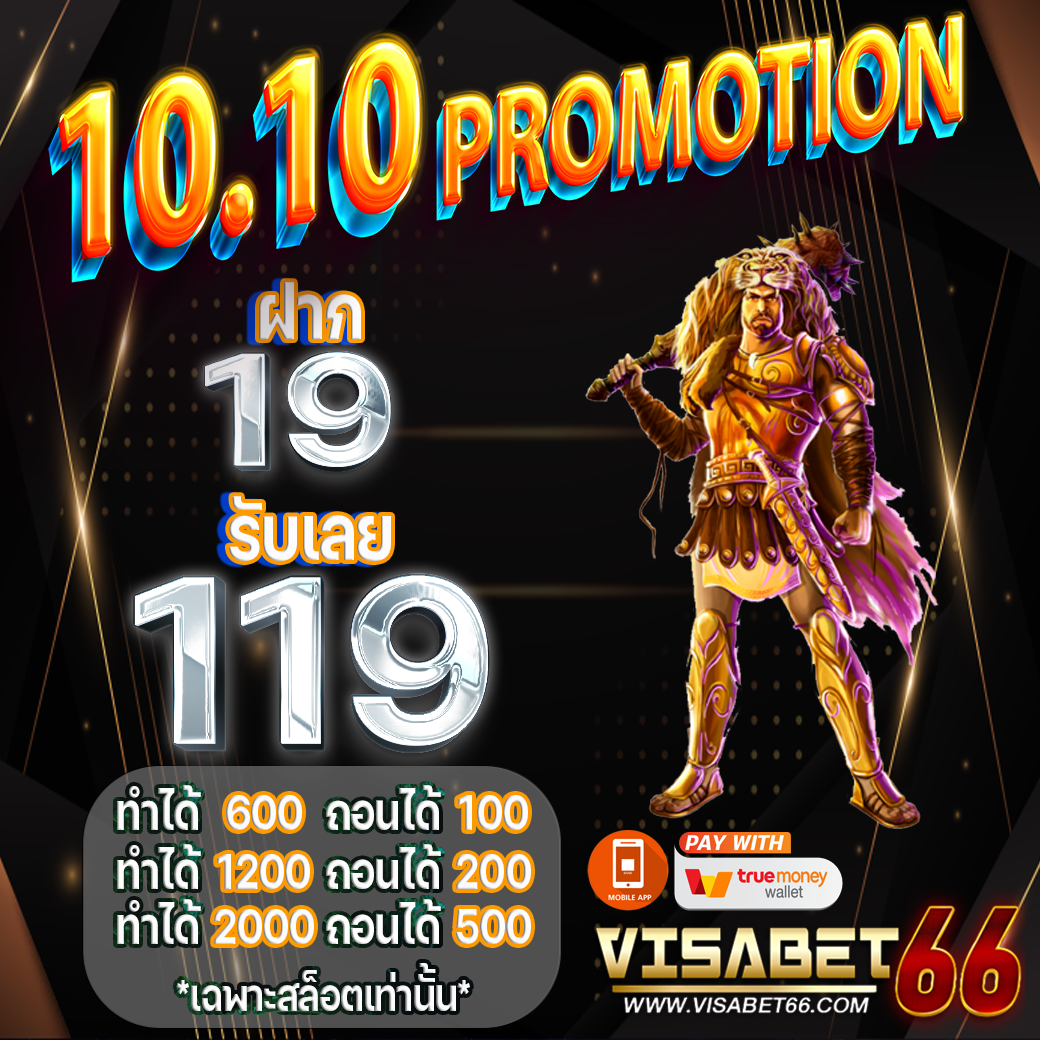 10.10 PROMOTION
ฝาก
19
รับเลย
119
ทำได้ 600 ถอนได้ 100
ทำได้ 1200 ถอนได้ 200
ทำได้ 2000 ถอนได้ 500
*เฉพาะสล็อตเท่านั้น*
MOBILE APP
PAY WITH
truemoney
wallet
VISABET66
WWW.VISABET66.COM